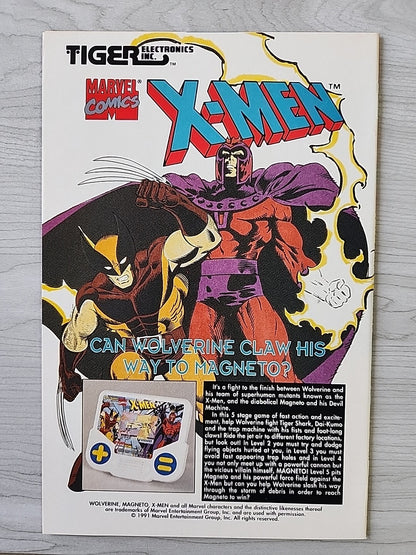 TIGER ELECTRONICS INC. ™
MARVEL® COMICS
X-MEN™
CAN WOLVERINE CLAW HIS
WAY TO MAGNETO?
It's a fight to the finish between Wolverine and
his team of superhuman mutants known as the
X-Men, and the diabolical Magneto and his Devil
Machine.
In this 5 stage game of fast action and excite-
ment, help Wolverine fight Tiger Shark, Dai-Kumo
and the trap machine with his fists and foot-long
claws! Ride the jet air to different factory locations,
but look out! In Level 2 you must try and dodge
flying objects hurled at you, in Level 3 you must
avoid fast appearing trap holes and in Level 4
you not only meet up with a powerful cannon but
the vicious villain himself, MAGNETO! Level 5 pits
Magneto and his powerful force field against the
X-Men but can you help Wolverine slash his way
through the storm of debris in order to reach
Magneto to win?
X-MEN
WOLVERINE, MAGNETO, X-MEN and all Marvel characters and the distinctive likenesses thereof
are trademarks of Marvel Entertainment Group, Inc. and are used with permission.
© 1991 Marvel Entertainment Group, Inc. All rights reserved.